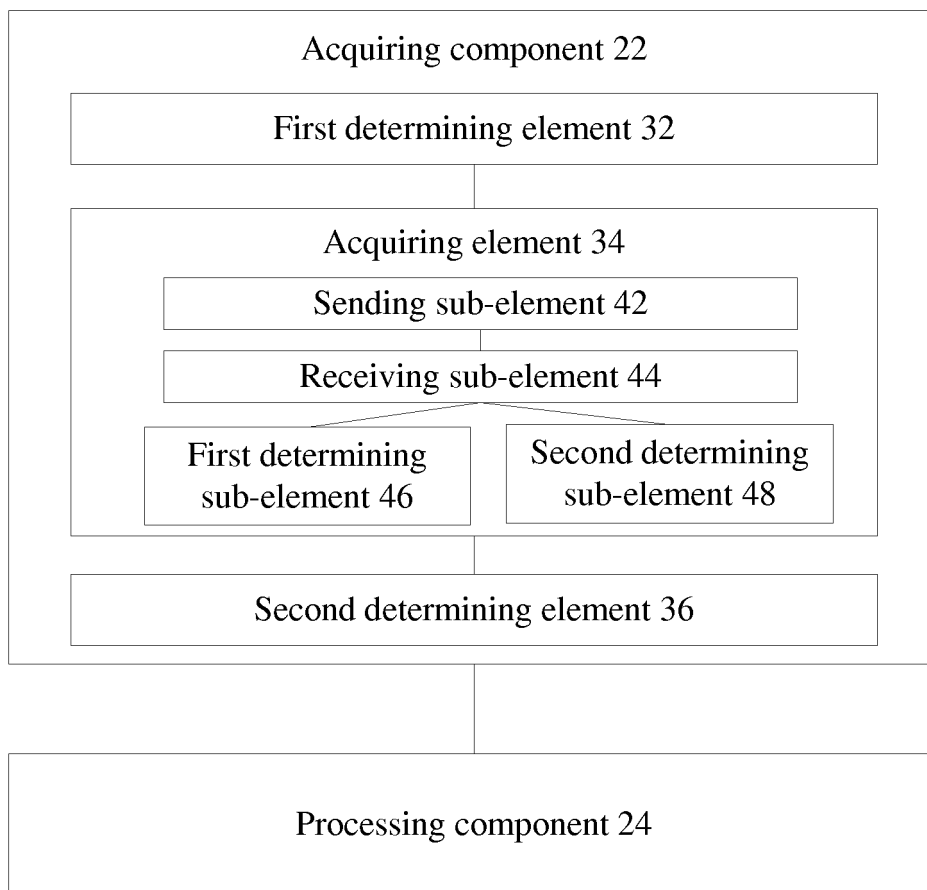 Acquiring component 22
First determining element 32
Acquiring element 34
Sending sub-element 42
Receiving sub-element 44
First determining
sub-element 46
Second determining
sub-element 48
Second determining element 36
Processing component 24